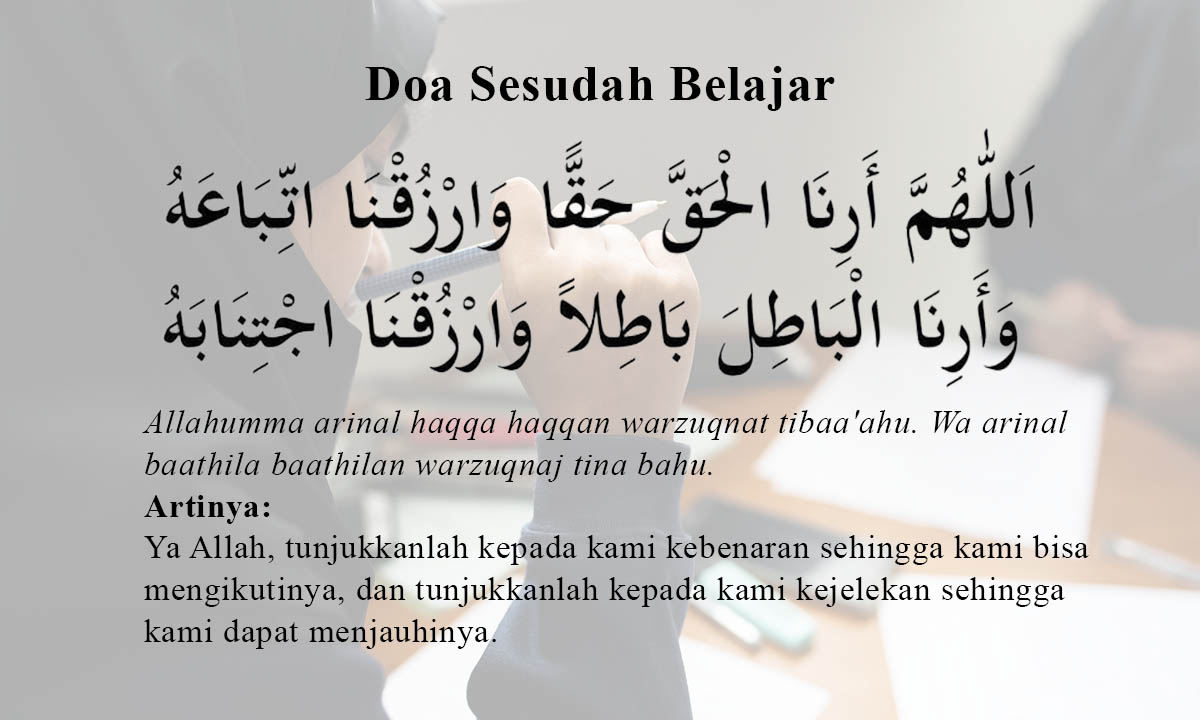 Doa Sesudah Belajar
اَللّٰهُمَّ أَرِنَا الْحَقَّ حَقًّا وَارْزُقْنَا اتِّبَاعَهُ
وَأَرِنَا الْبَاطِلَ بَاطِلاً وَارْزُقْنَا اجْتِنَابَهُ
Allahumma arinal haqqa haqqan warzuqnat tibaa'ahu. Wa arinal
baathila baathilan warzuqnaj tina bahu.
Artinya:
Ya Allah, tunjukkanlah kepada kami kebenaran sehingga kami bisa
mengikutinya, dan tunjukkanlah kepada kami kejelekan sehingga
kami dapat menjauhinya.